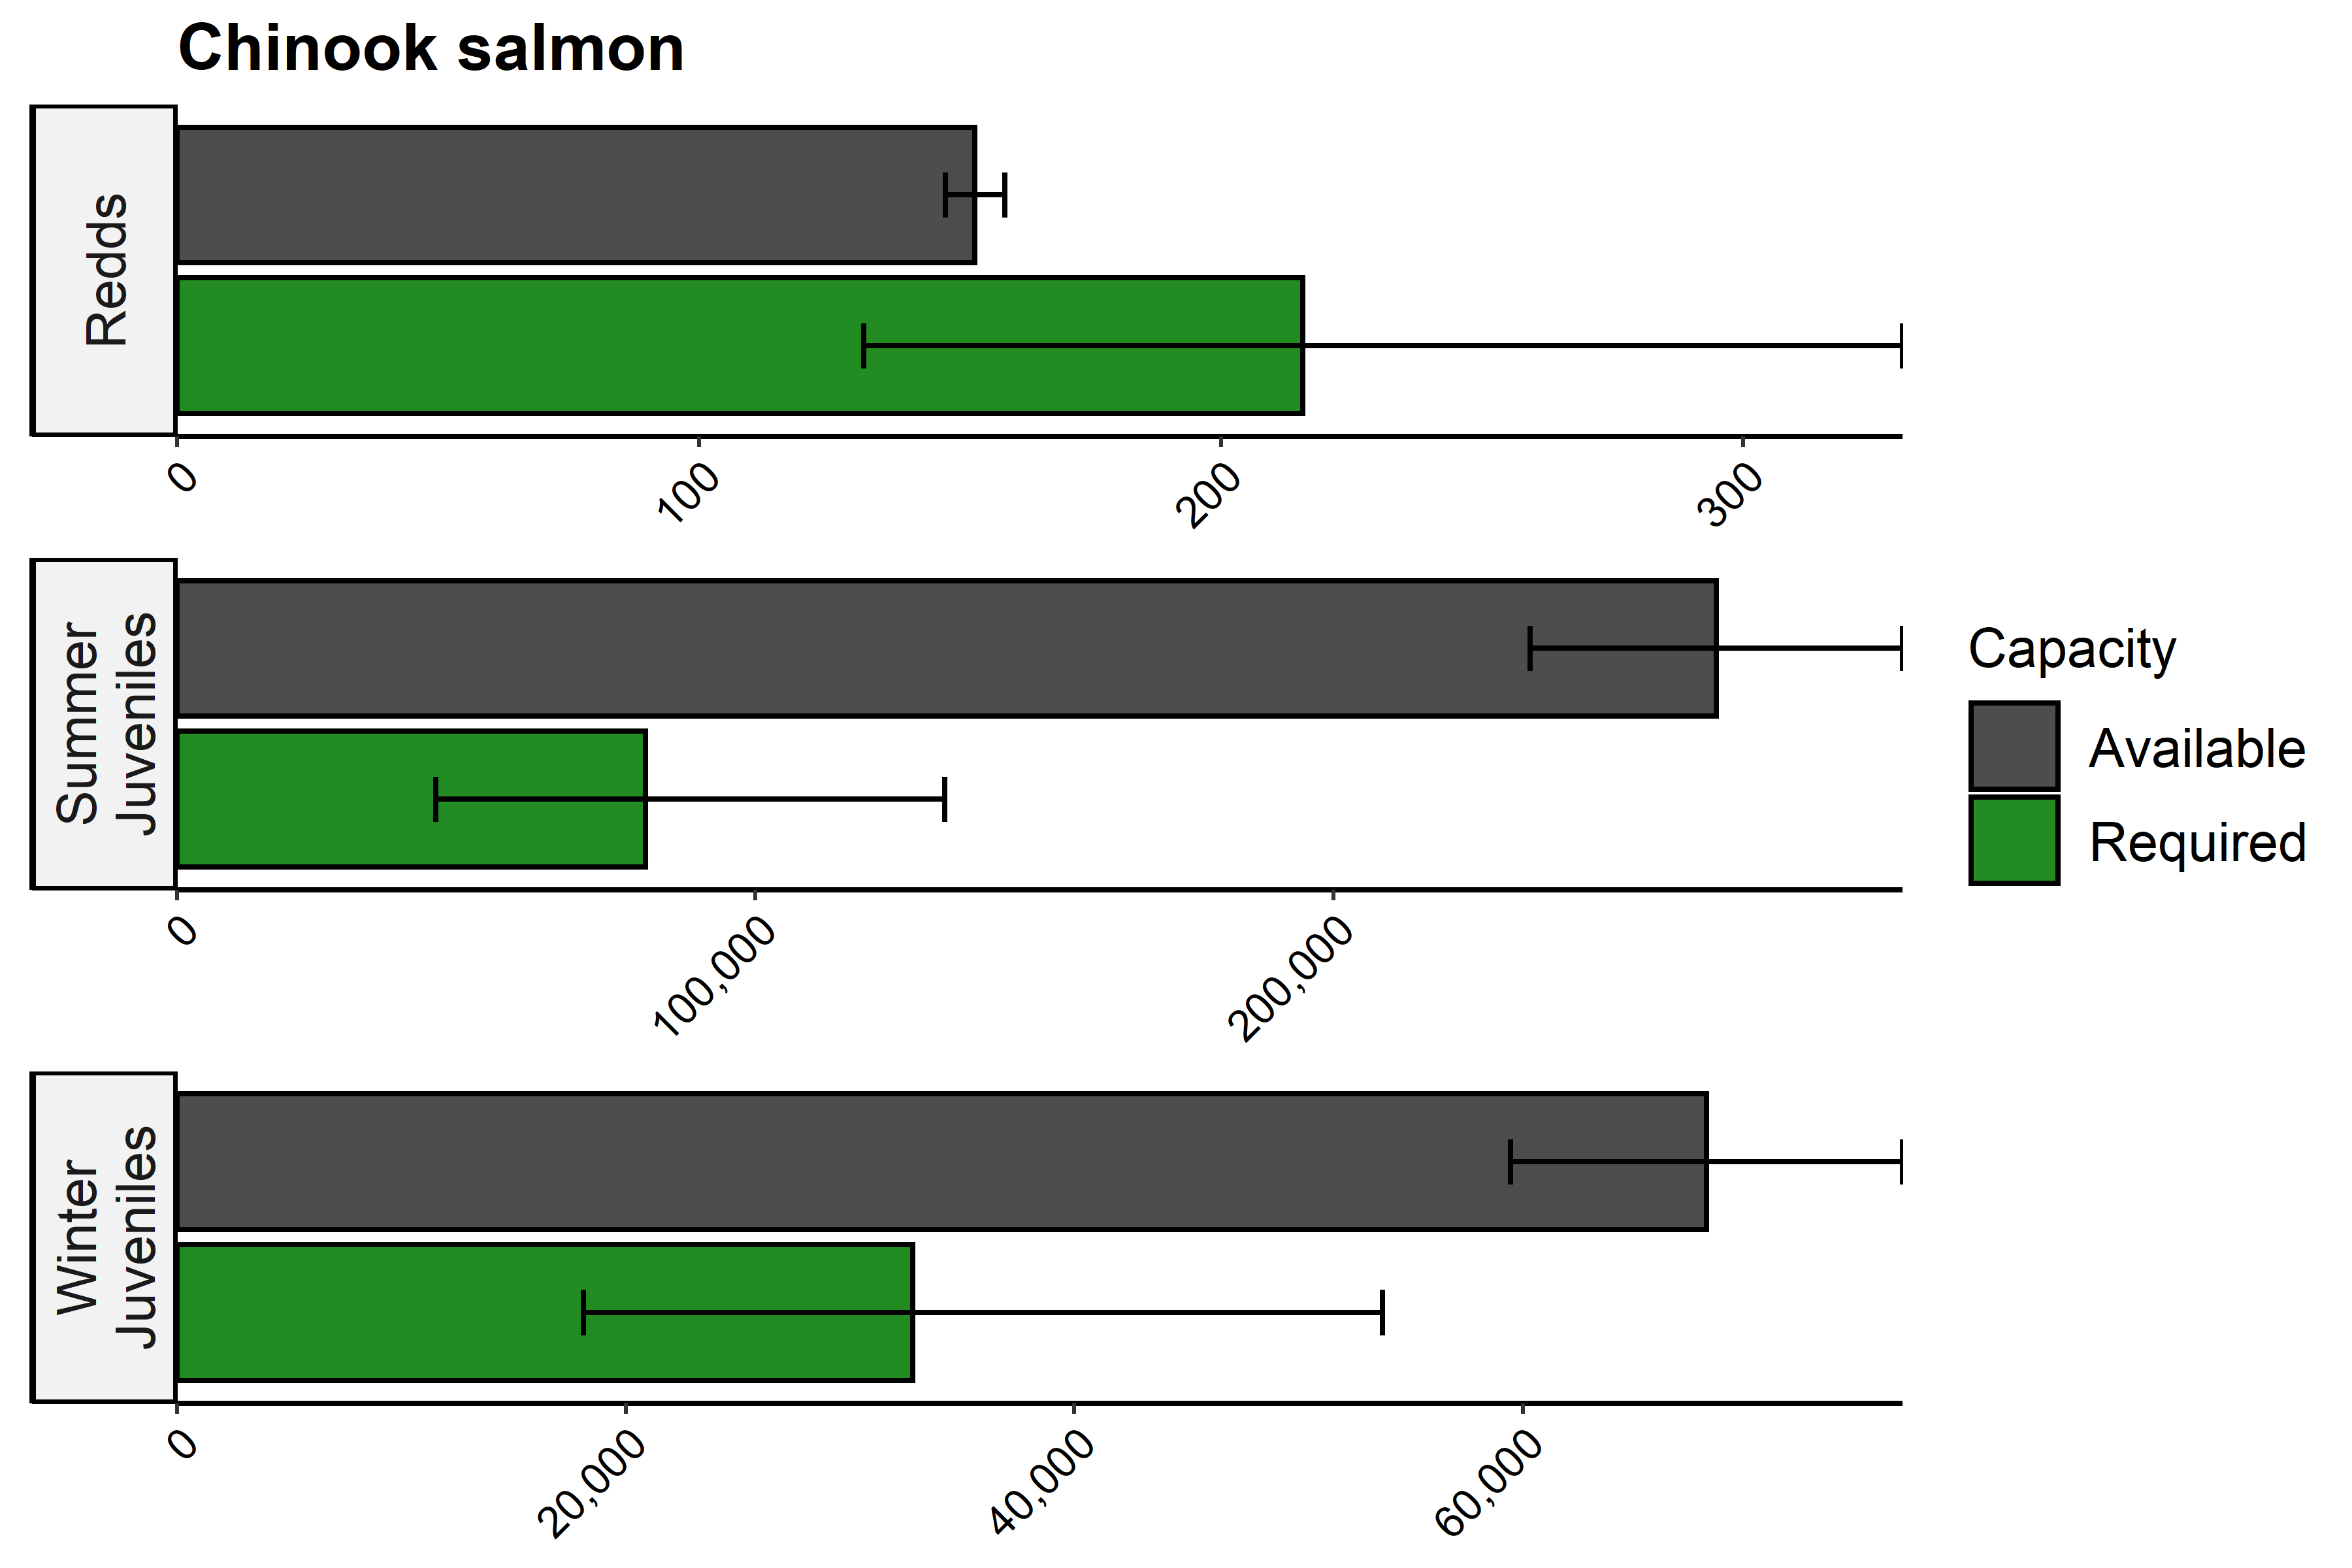 Chinook salmon
Redds
0
100
200
300
Summer
Juveniles
0
100,000
200,000
Winter
Juveniles
0
20,000
40,000
60,000
Capacity
Available
Required